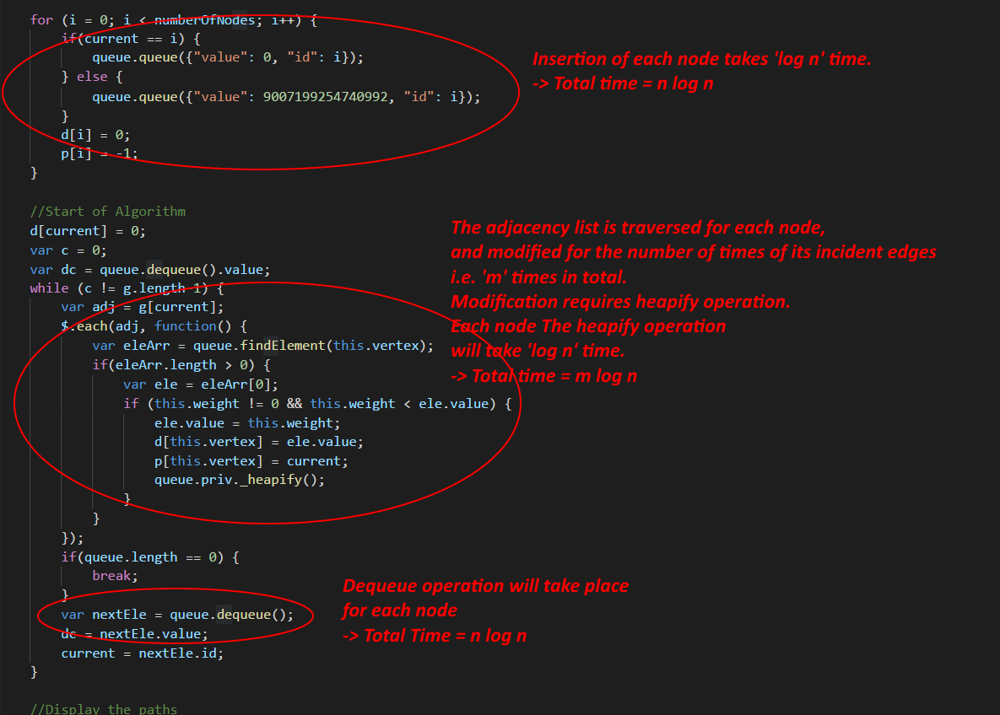 for (i = 0; i < numberOfNodes; i++) {
if(current == i) {
queue.queue({"value": 0, "id": i});
} else {
queue.queue({"value": 9007199254740992, "id": i});
}
d[i] = 0;
p[i] = -1;
}
Insertion of each node takes 'log n' time.
-> Total time = n log n
//Start of Algorithm
d[current] = 0;
var c = 0;
var dc = queue.dequeue().value;
while (c != g.length-1) {
var adj = g[current];
$.each(adj, function() {
var eleArr = queue.findElement(this.vertex);
if(eleArr.length > 0) {
var ele = eleArr[0];
if (this.weight != 0 && this.weight < ele.value) {
ele.value = this.weight;
d[this.vertex] = ele.value;
p[this.vertex] = current;
queue.priv._heapify();
}
}
});
The adjacency list is traversed for each node,
and modified for the number of times of its incident edges
i.e. 'm' times in total.
Modification requires heapify operation.
Each node The heapify operation
will take 'log n' time.
-> Total time = m log n
if(queue.length == 0) {
break;
}
var nextEle = queue.dequeue();
dc = nextEle.value;
current = nextEle.id;
}
Dequeue operation will take place
for each node
-> Total Time = n log n
//Display the paths